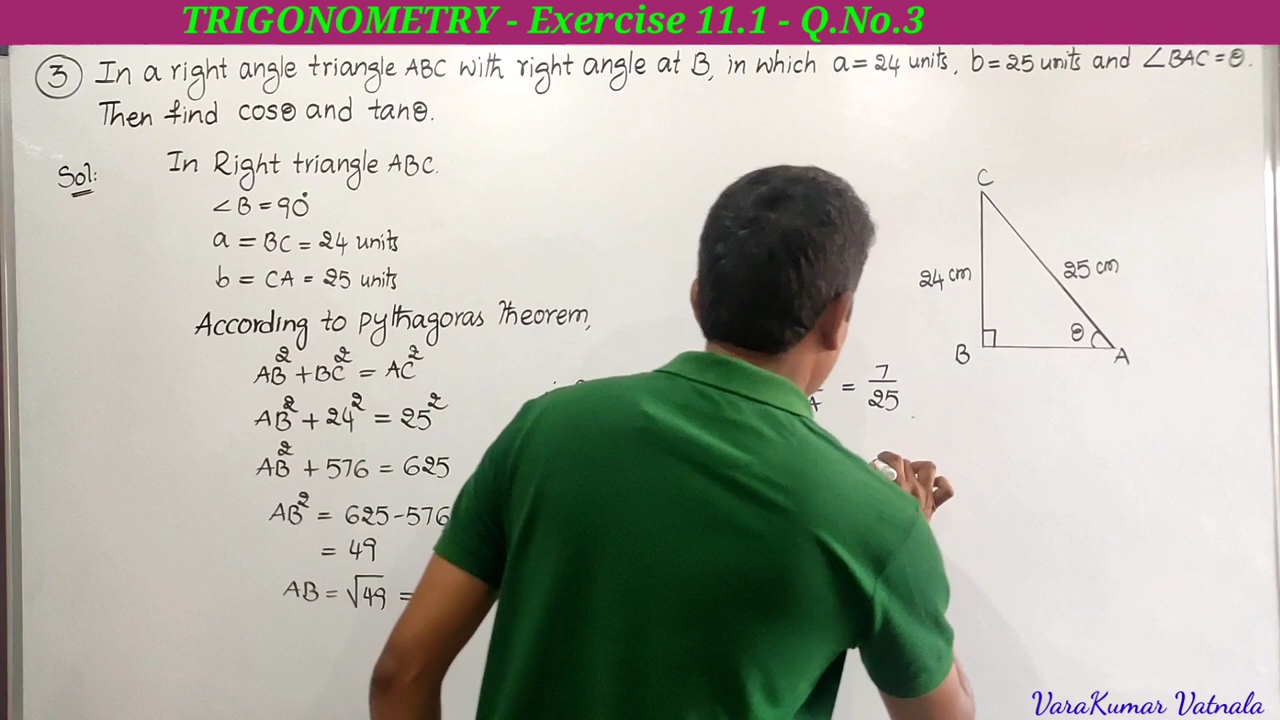 TRIGONOMETRY - Exercise 11.1 - Q.No.3
3 In a right angle triangle ABC with right angle at B, in which a = 24 units, b = 25 units and ∠BAC = θ.
Then find cosθ and tanθ.
Sol: In Right triangle ABC.
∠B = 90°
a = BC = 24 units
b = CA = 25 units
According to pythagoras theorem,
AB² + BC² = AC²
AB² + 24² = 25²
AB² + 576 = 625
AB² = 625 - 576
= 49
AB = √49 =
= 7/25
C
24 cm
25 cm
B
θ
A
VaraKumar Vatnala